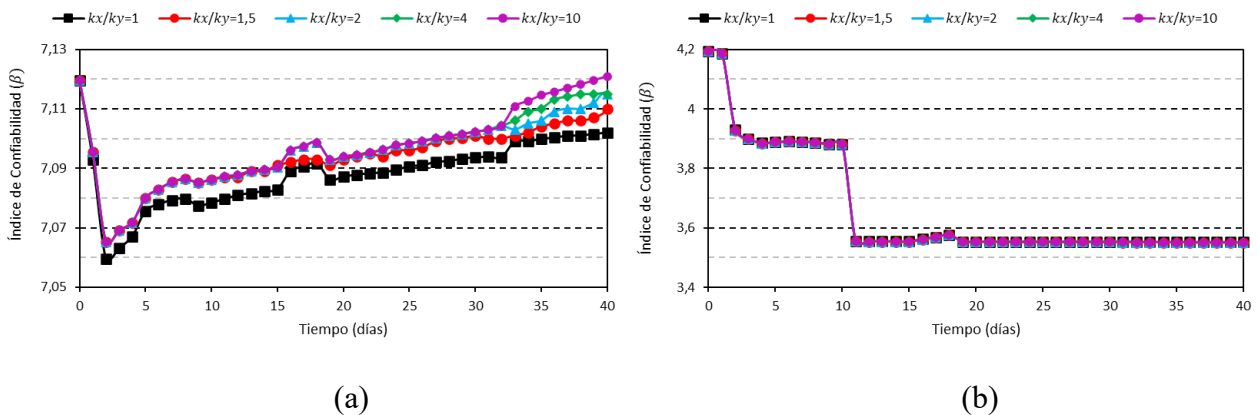 kx/ky=1 kx/ky=1,5 kx/ky=2 kx/ky=4 kx/ky=10
7,13
7,11
7,09
7,07
7,05
Índice de Confiabilidad (β)
0 5 10 15 20 25 30 35 40
Tiempo (días)
(a)
kx/ky=1 kx/ky=1,5 kx/ky=2 kx/ky=4 kx/ky=10
4,2
4
3,8
3,6
3,4
Índice de Confiabilidad (β)
0 5 10 15 20 25 30 35 40
Tiempo (días)
(b)